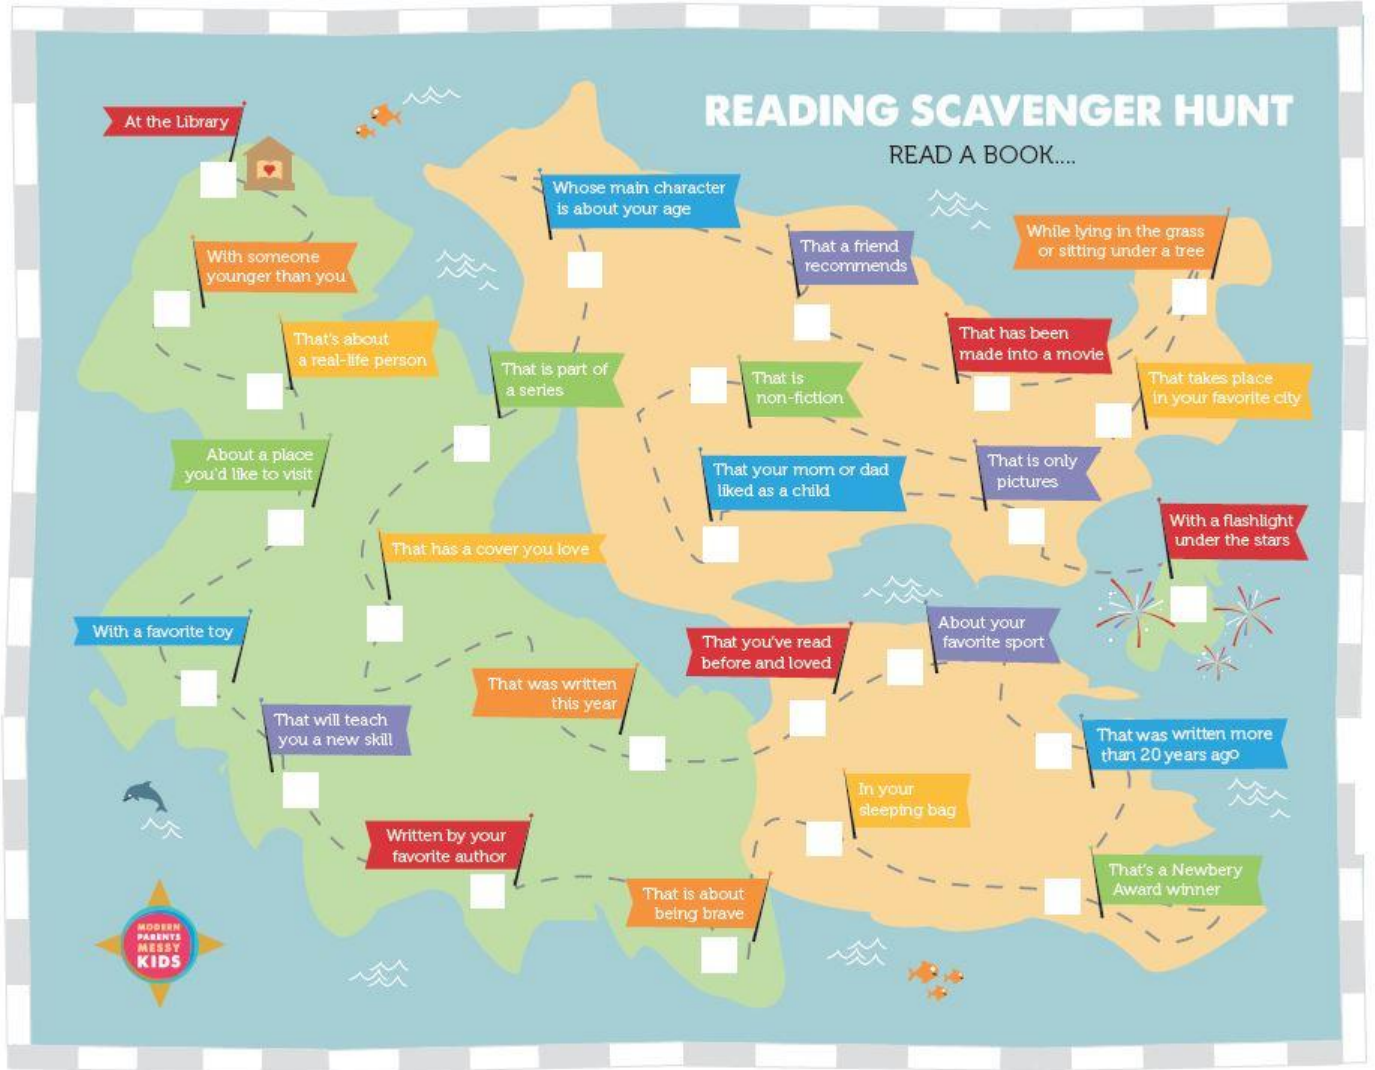 READING SCAVENGER HUNT
READ A BOOK....
At the Library
With someone
younger than you
That's about
a real-life person
About a place
you'd like to visit
With a favorite toy
That will teach
you a new skill
Written by your
favorite author
That is about
being brave
In your
sleeping bag
That's a Newbery
Award winner
That was written more
than 20 years ago
About your
favorite sport
That you've read
before and loved
That was written
this year
That has a cover you love
That is part of
a series
Whose main character
is about your age
That a friend
recommends
That has been
made into a movie
While lying in the grass
or sitting under a tree
That takes place
in your favorite city
That is
non-fiction
That is only
pictures
That your mom or dad
liked as a child
With a flashlight
under the stars
MODERN
PARENTS
MESSY
KIDS